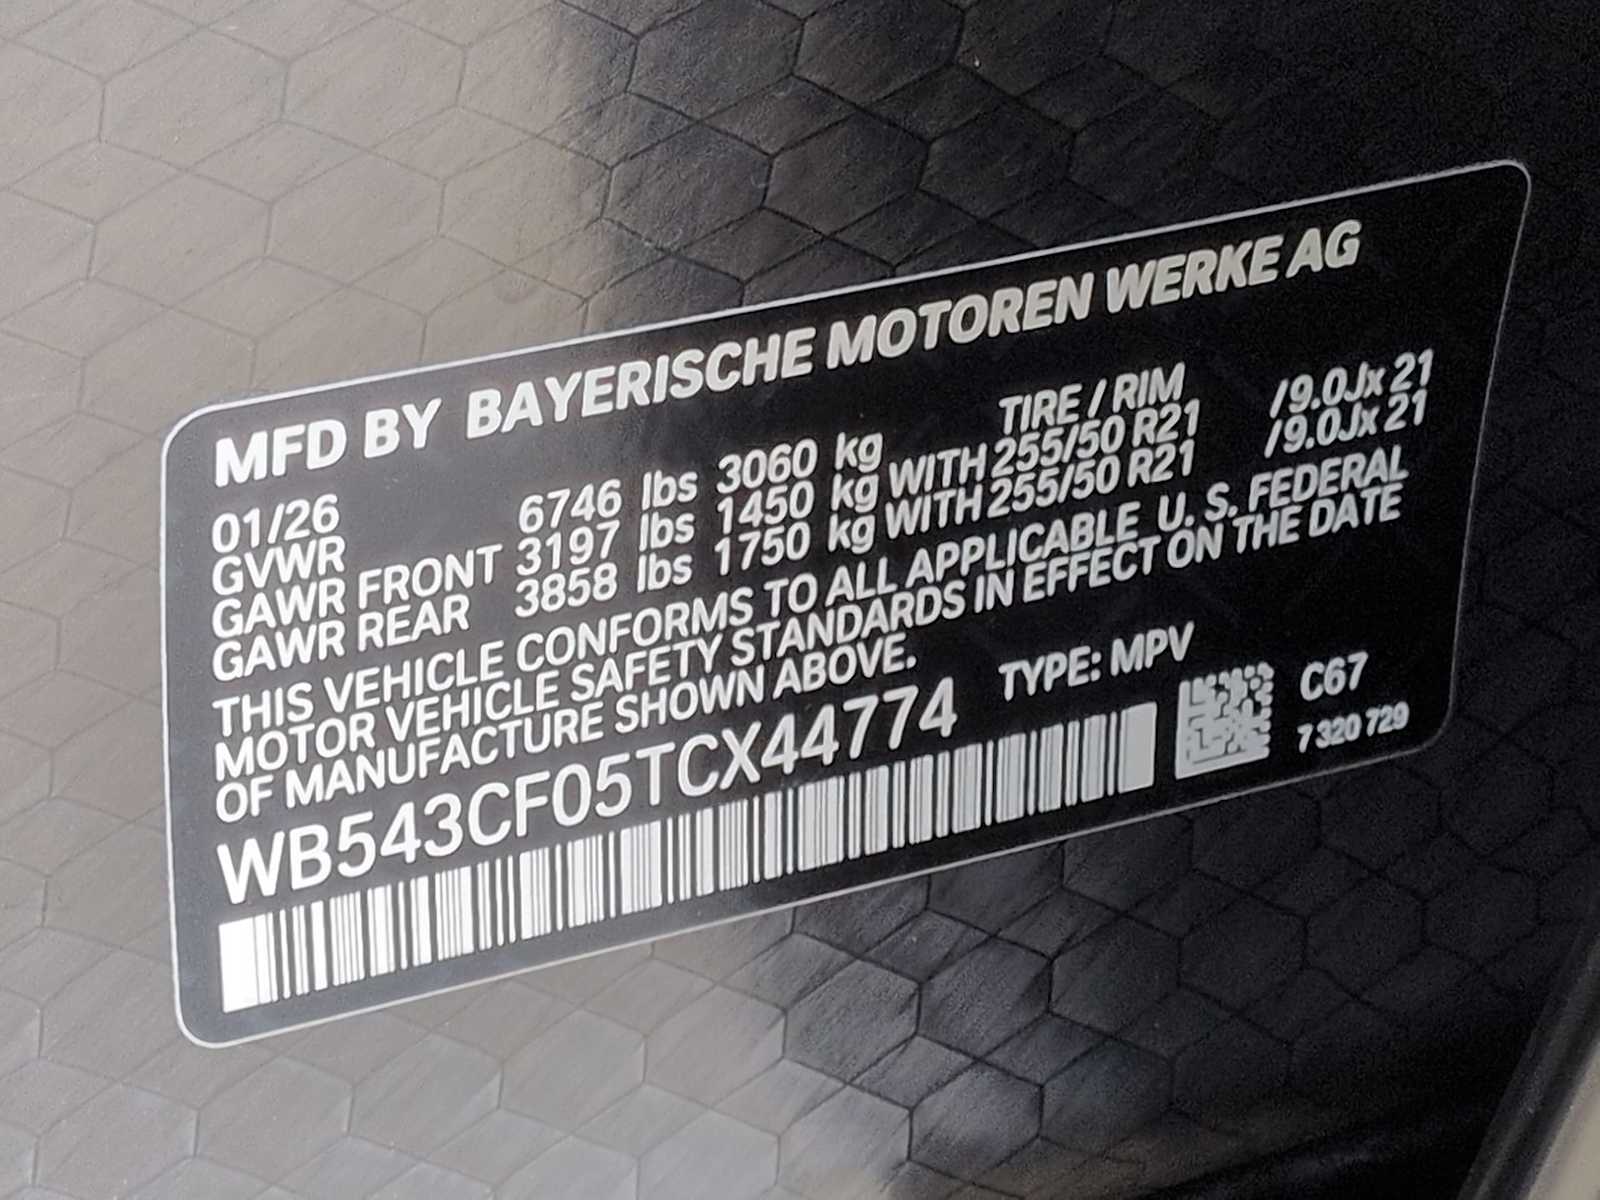 MFD BY BAYERISCHE MOTOREN WERKE AG
01/26 TIRE / RIM
GVWR 6746 lbs 3060 kg
GAWR FRONT 3197 lbs 1450 kg WITH 255/50 R21 /9.0Jx 21
GAWR REAR 3858 lbs 1750 kg WITH 255/50 R21 /9.0Jx 21
THIS VEHICLE CONFORMS TO ALL APPLICABLE U. S. FEDERAL
MOTOR VEHICLE SAFETY STANDARDS IN EFFECT ON THE DATE
OF MANUFACTURE SHOWN ABOVE.
WB543CF05TCX44774 TYPE: MPV
C67
7 320 729